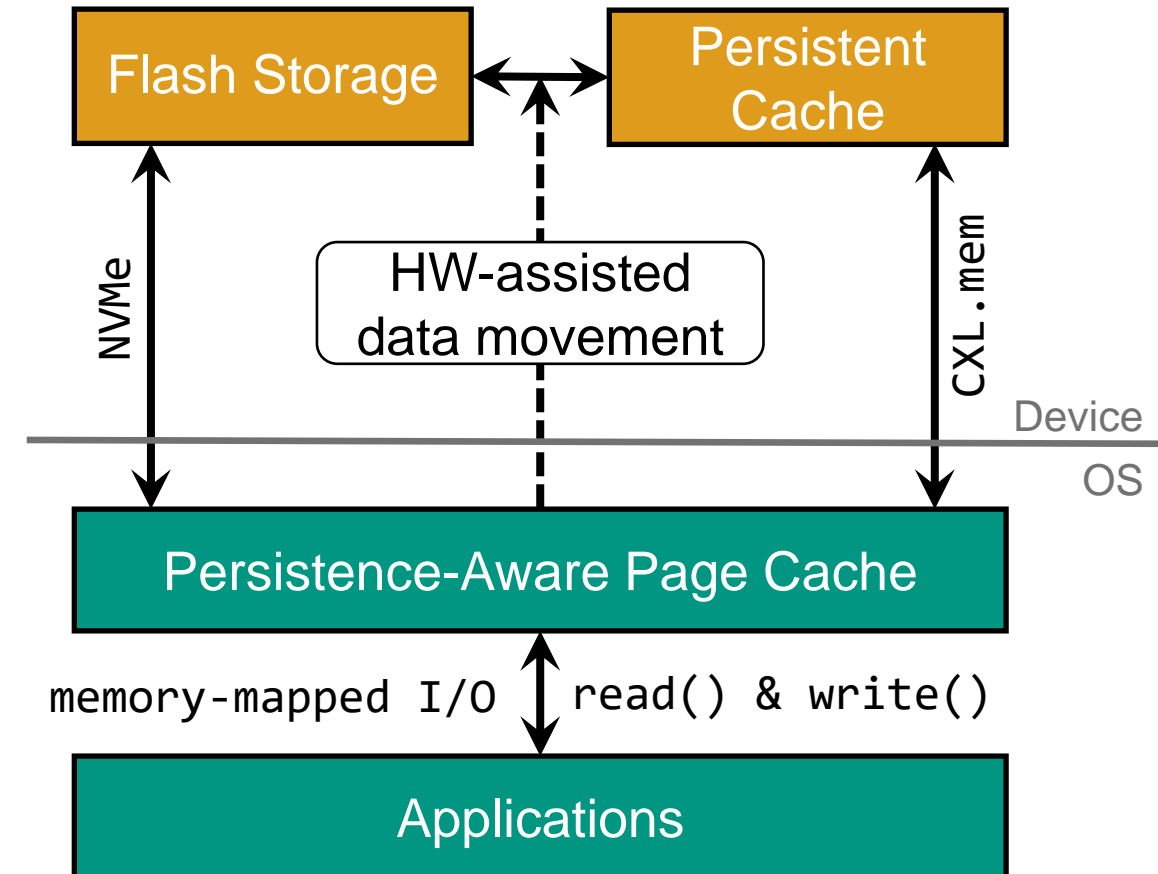 Flash Storage
Persistent
Cache
NVMe
HW-assisted
data movement
CXL.mem
Device
OS
Persistence-Aware Page Cache
memory-mapped I/O
read() & write()
Applications